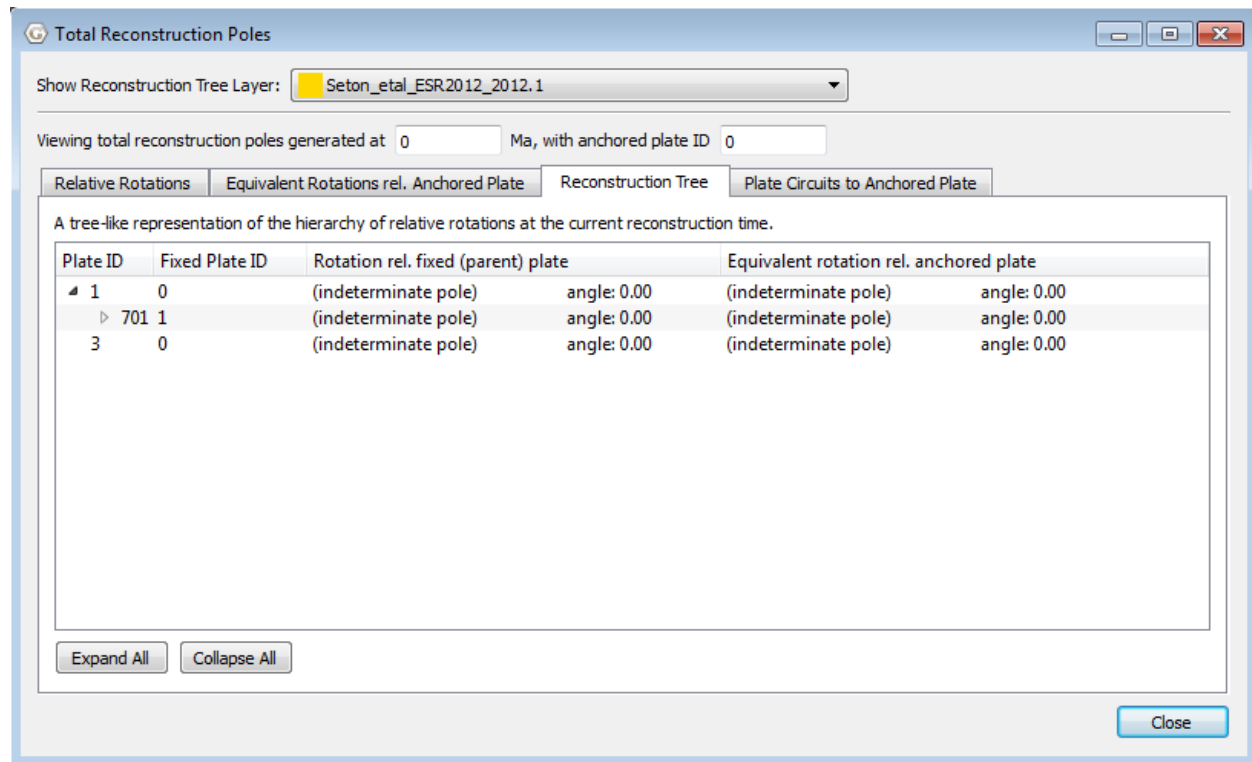 Total Reconstruction Poles
Show Reconstruction Tree Layer: Seton_etal_ESR2012_2012.1
Viewing total reconstruction poles generated at 0 Ma, with anchored plate ID 0
Relative Rotations Equivalent Rotations rel. Anchored Plate Reconstruction Tree Plate Circuits to Anchored Plate
A tree-like representation of the hierarchy of relative rotations at the current reconstruction time.
Plate ID Fixed Plate ID Rotation rel. fixed (parent) plate Equivalent rotation rel. anchored plate
1 0 (indeterminate pole) angle: 0.00 (indeterminate pole) angle: 0.00
701 1 (indeterminate pole) angle: 0.00 (indeterminate pole) angle: 0.00
3 0 (indeterminate pole) angle: 0.00 (indeterminate pole) angle: 0.00
Expand All Collapse All
Close